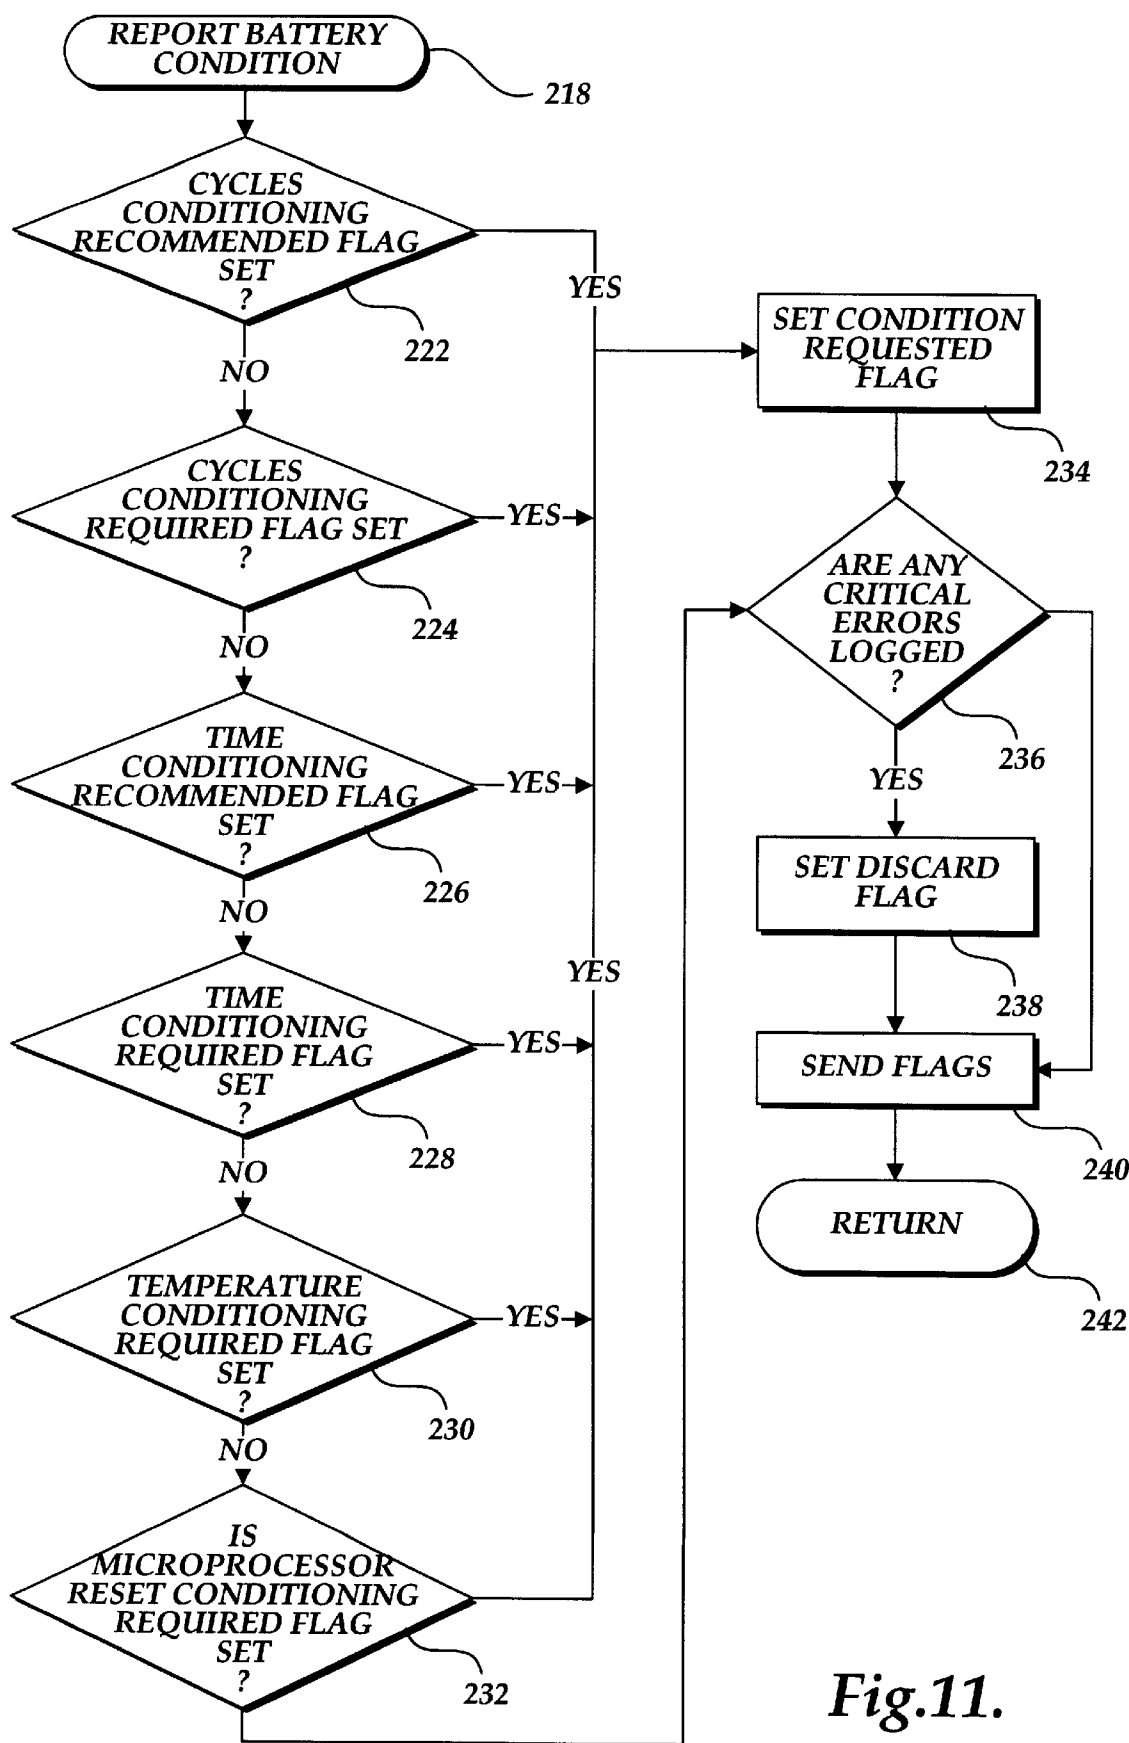 REPORT BATTERY
CONDITION
218
CYCLES
CONDITIONING
RECOMMENDED FLAG
SET
?
222
YES
NO
CYCLES
CONDITIONING
REQUIRED FLAG SET
?
YES
224
NO
TIME
CONDITIONING
RECOMMENDED FLAG
SET
?
YES
226
NO
TIME
CONDITIONING
REQUIRED FLAG
SET
?
YES
YES
228
NO
TEMPERATURE
CONDITIONING
REQUIRED FLAG
SET
?
YES
230
NO
IS
MICROPROCESSOR
RESET CONDITIONING
REQUIRED FLAG
SET
?
232
SET CONDITION
REQUESTED
FLAG
234
ARE ANY
CRITICAL
ERRORS
LOGGED
?
236
YES
SET DISCARD
FLAG
238
SEND FLAGS
240
RETURN
242
Fig.11.